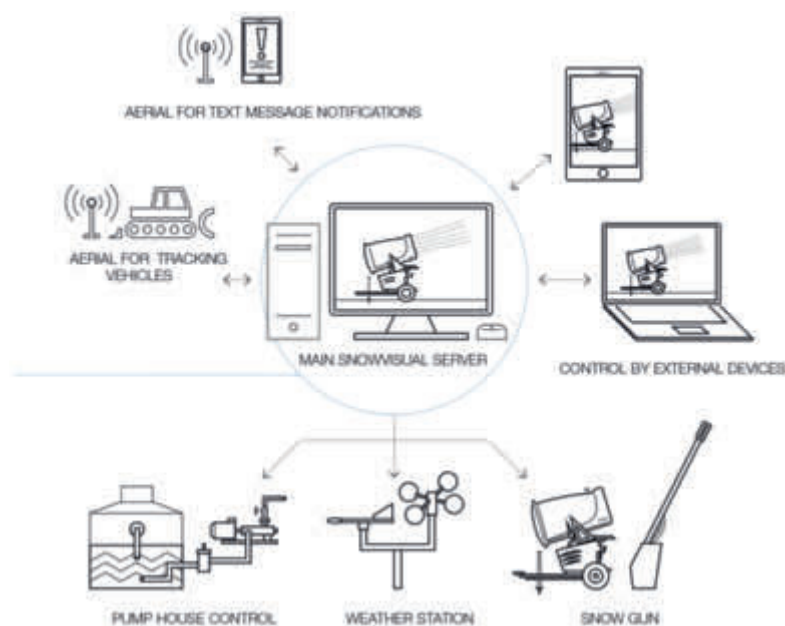 AERIAL FOR TEXT MESSAGE NOTIFICATIONS
AERIAL FOR TRACKING
VEHICLES
MAIN SNOWVISUAL SERVER
CONTROL BY EXTERNAL DEVICES
PUMP HOUSE CONTROL
WEATHER STATION
SNOW GUN